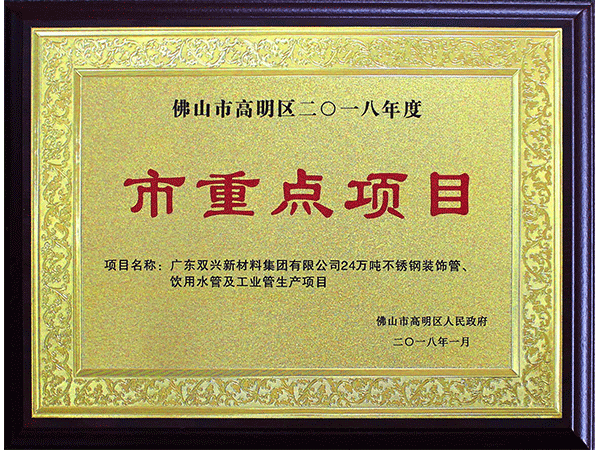 佛山市高明区二〇一八年度
市重点项目
项目名称：广东双兴新材料集团有限公司24万吨不锈钢装饰管、
饮用水管及工业管生产项目
佛山市高明区人民政府
二〇一八年一月